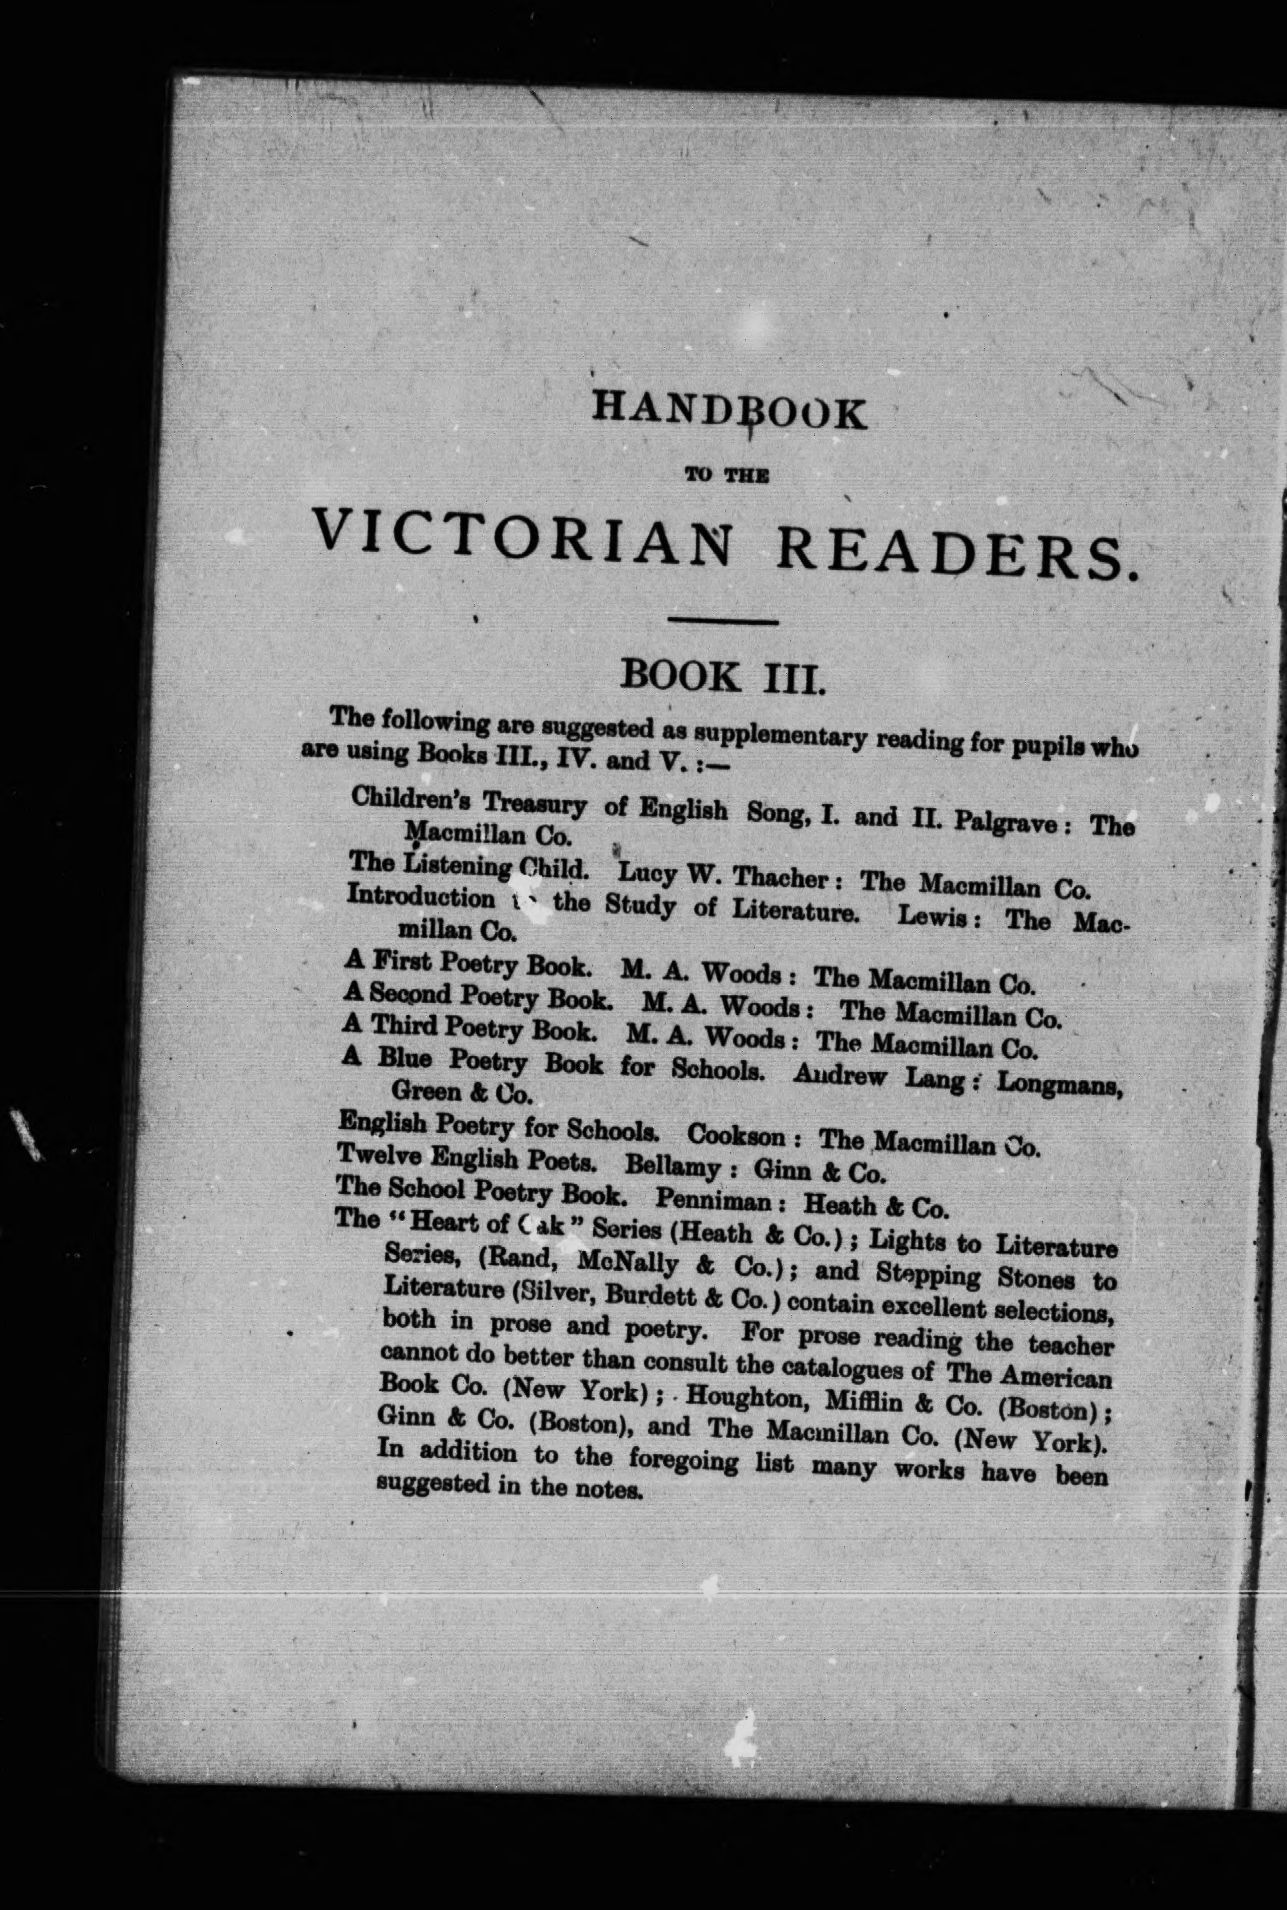 HANDBOOK
TO THE
VICTORIAN READERS.
BOOK III.
The following are suggested as supplementary reading for pupils who
are using Books III., IV. and V. :—
Children's Treasury of English Song, I. and II. Palgrave: The
Macmillan Co.
The Listening Child. Lucy W. Thacher: The Macmillan Co.
Introduction to the Study of Literature. Lewis: The Mac-
millan Co.
A First Poetry Book. M. A. Woods: The Macmillan Co.
A Second Poetry Book. M. A. Woods: The Macmillan Co.
A Third Poetry Book. M. A. Woods: The Macmillan Co.
A Blue Poetry Book for Schools. Andrew Lang: Longmans,
Green & Co.
English Poetry for Schools. Cookson: The Macmillan Co.
Twelve English Poets. Bellamy: Ginn & Co.
The School Poetry Book. Penniman: Heath & Co.
The "Heart of Oak" Series (Heath & Co.); Lights to Literature
Series, (Rand, McNally & Co.); and Stepping Stones to
Literature (Silver, Burdett & Co.) contain excellent selections,
both in prose and poetry. For prose reading the teacher
cannot do better than consult the catalogues of The American
Book Co. (New York); Houghton, Mifflin & Co. (Boston);
Ginn & Co. (Boston), and The Macmillan Co. (New York).
In addition to the foregoing list many works have been
suggested in the notes.